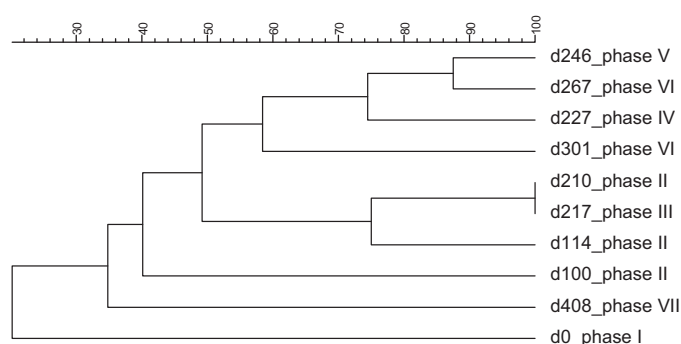 30 40 50 60 70 80 90 100
d246_phase V
d267_phase VI
d227_phase IV
d301_phase VI
d210_phase II
d217_phase III
d114_phase II
d100_phase II
d408_phase VII
d0_phase I